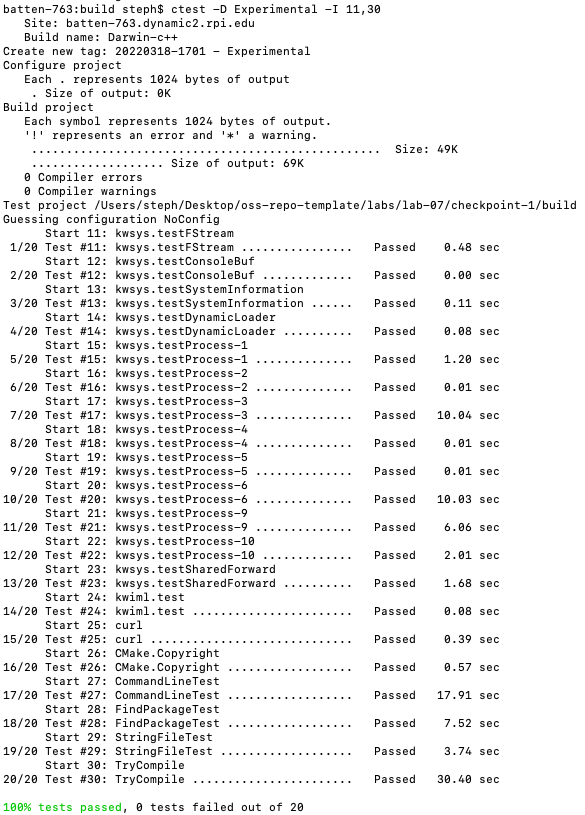 batten-763:build steph$ ctest -D Experimental -I 11,30
   Site: batten-763.dynamic2.rpi.edu
   Build name: Darwin-c++
Create new tag: 20220318-1701 - Experimental
Configure project
   Each . represents 1024 bytes of output
    . Size of output: 0K
Build project
   Each symbol represents 1024 bytes of output.
   '!' represents an error and '*' a warning.
    ..................................................  Size: 49K
    ................... Size of output: 69K
   0 Compiler errors
   0 Compiler warnings
Test project /Users/steph/Desktop/oss-repo-template/labs/lab-07/checkpoint-1/build
Guessing configuration NoConfig
      Start 11: kwsys.testFStream
 1/20 Test #11: kwsys.testFStream ................   Passed    0.48 sec
      Start 12: kwsys.testConsoleBuf
 2/20 Test #12: kwsys.testConsoleBuf .............   Passed    0.00 sec
      Start 13: kwsys.testSystemInformation
 3/20 Test #13: kwsys.testSystemInformation ......   Passed    0.11 sec
      Start 14: kwsys.testDynamicLoader
 4/20 Test #14: kwsys.testDynamicLoader ..........   Passed    0.08 sec
      Start 15: kwsys.testProcess-1
 5/20 Test #15: kwsys.testProcess-1 ..............   Passed    1.20 sec
      Start 16: kwsys.testProcess-2
 6/20 Test #16: kwsys.testProcess-2 ..............   Passed    0.01 sec
      Start 17: kwsys.testProcess-3
 7/20 Test #17: kwsys.testProcess-3 ..............   Passed   10.04 sec
      Start 18: kwsys.testProcess-4
 8/20 Test #18: kwsys.testProcess-4 ..............   Passed    0.01 sec
      Start 19: kwsys.testProcess-5
 9/20 Test #19: kwsys.testProcess-5 ..............   Passed    0.01 sec
      Start 20: kwsys.testProcess-6
10/20 Test #20: kwsys.testProcess-6 ..............   Passed   10.03 sec
      Start 21: kwsys.testProcess-9
11/20 Test #21: kwsys.testProcess-9 ..............   Passed    6.06 sec
      Start 22: kwsys.testProcess-10
12/20 Test #22: kwsys.testProcess-10 .............   Passed    2.01 sec
      Start 23: kwsys.testSharedForward
13/20 Test #23: kwsys.testSharedForward ..........   Passed    1.68 sec
      Start 24: kwiml.test
14/20 Test #24: kwiml.test .......................   Passed    0.08 sec
      Start 25: curl
15/20 Test #25: curl .............................   Passed    0.39 sec
      Start 26: CMake.Copyright
16/20 Test #26: CMake.Copyright ..................   Passed    0.57 sec
      Start 27: CommandLineTest
17/20 Test #27: CommandLineTest ..................   Passed   17.91 sec
      Start 28: FindPackageTest
18/20 Test #28: FindPackageTest ..................   Passed    7.52 sec
      Start 29: StringFileTest
19/20 Test #29: StringFileTest ...................   Passed    3.74 sec
      Start 30: TryCompile
20/20 Test #30: TryCompile .......................   Passed   30.40 sec

100% tests passed, 0 tests failed out of 20